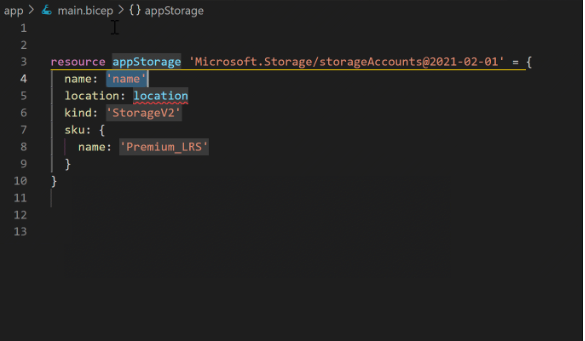 app > main.bicep > {} appStorage
1
2
3 resource appStorage 'Microsoft.Storage/storageAccounts@2021-02-01' = {
4   name: 'name'
5   location: location
6   kind: 'StorageV2'
7   sku: {
8     name: 'Premium_LRS'
9   }
10 }
11
12
13